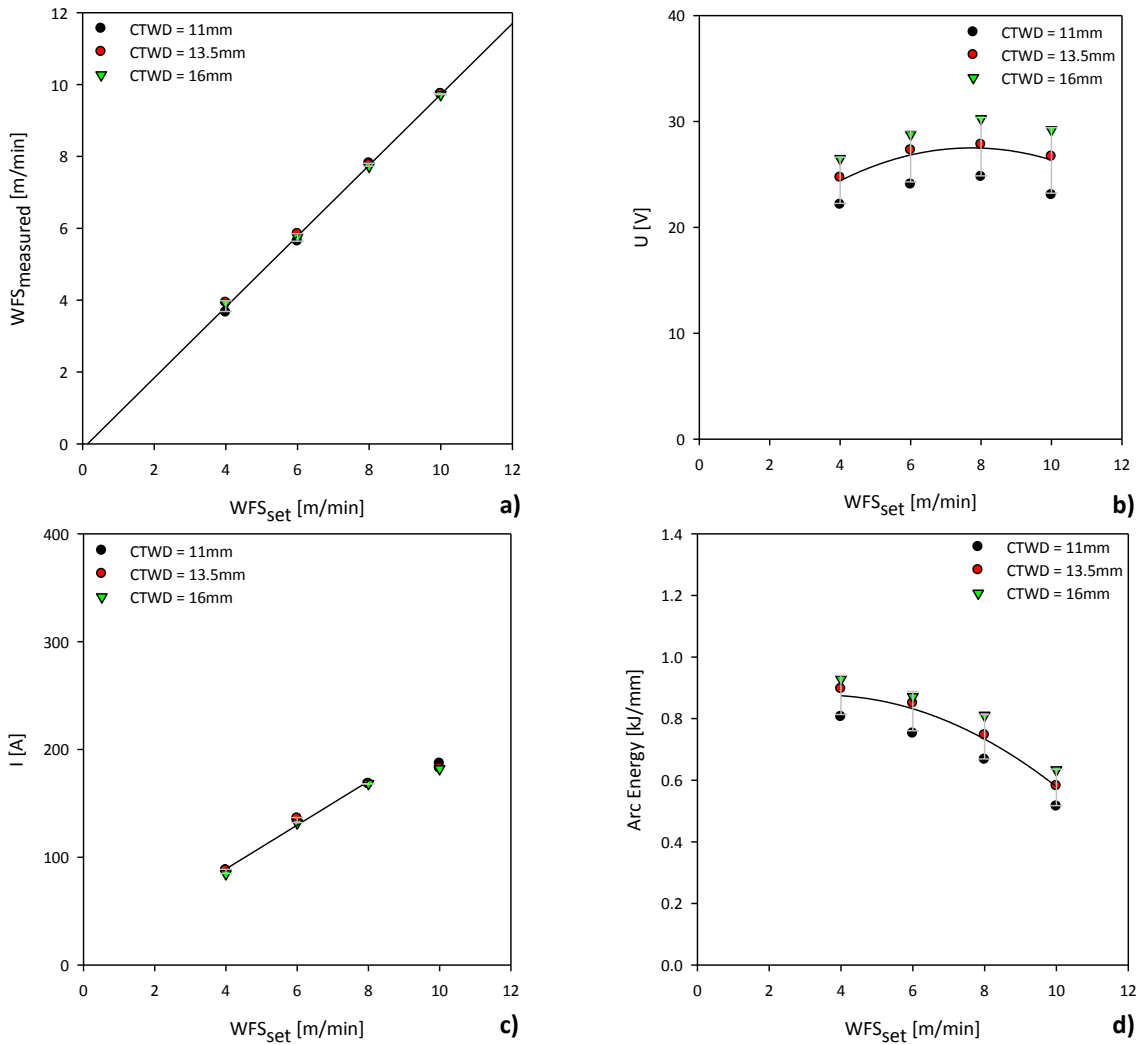 12
10
8
6
4
2
0
WFSmeasured [m/min]
CTWD = 11mm
CTWD = 13.5mm
CTWD = 16mm
0 2 4 6 8 10 12
WFSset [m/min]
a)
40
30
20
10
0
U [V]
CTWD = 11mm
CTWD = 13.5mm
CTWD = 16mm
0 2 4 6 8 10 12
WFSset [m/min]
b)
400
300
200
100
0
I [A]
CTWD = 11mm
CTWD = 13.5mm
CTWD = 16mm
0 2 4 6 8 10 12
WFSset [m/min]
c)
1.4
1.2
1.0
0.8
0.6
0.4
0.2
0.0
Arc Energy [kJ/mm]
CTWD = 11mm
CTWD = 13.5mm
CTWD = 16mm
0 2 4 6 8 10 12
WFSset [m/min]
d)